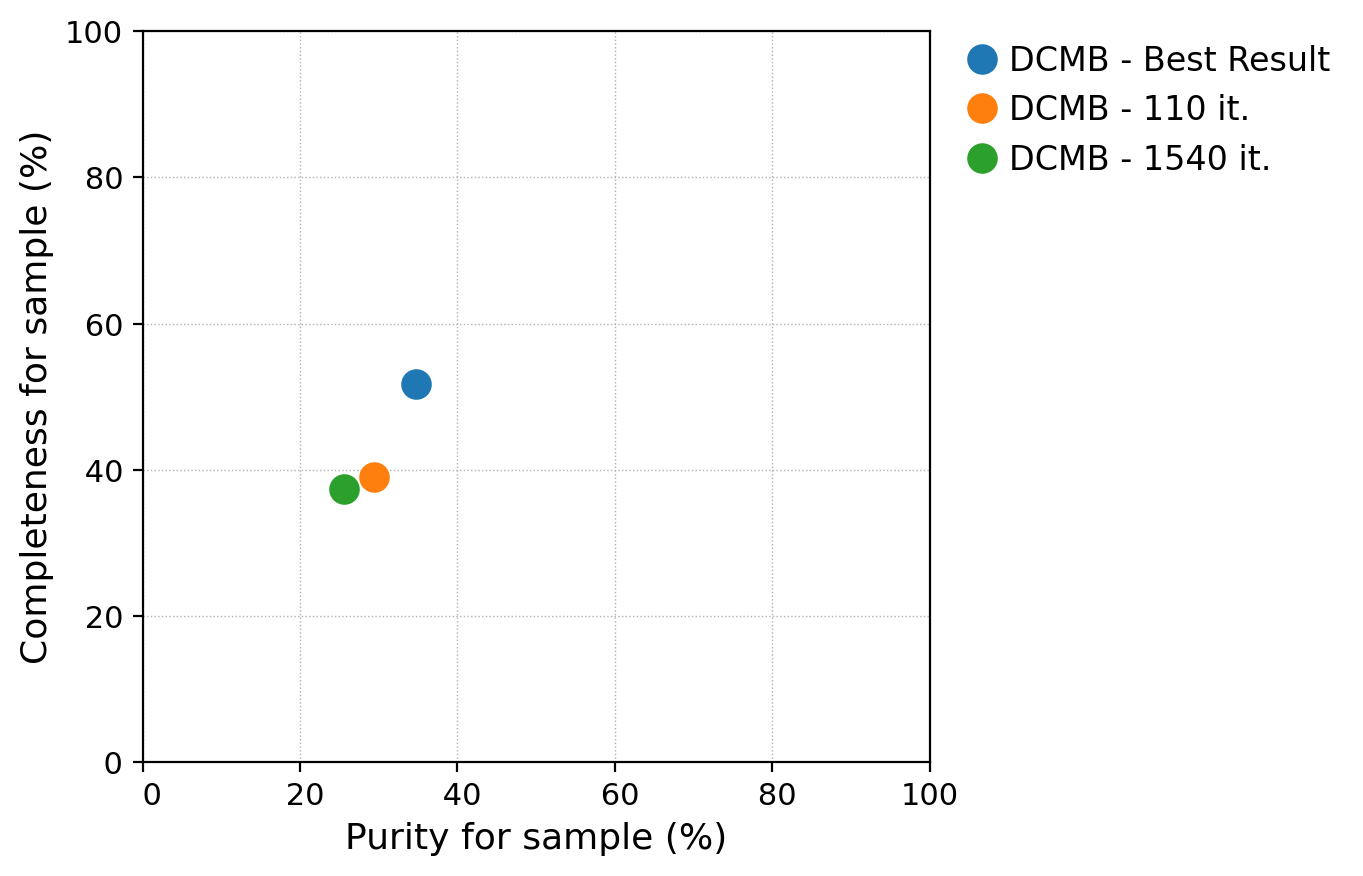 100
80
60
40
20
0
Completeness for sample (%)
0 20 40 60 80 100
Purity for sample (%)
DCMB - Best Result
DCMB - 110 it.
DCMB - 1540 it.